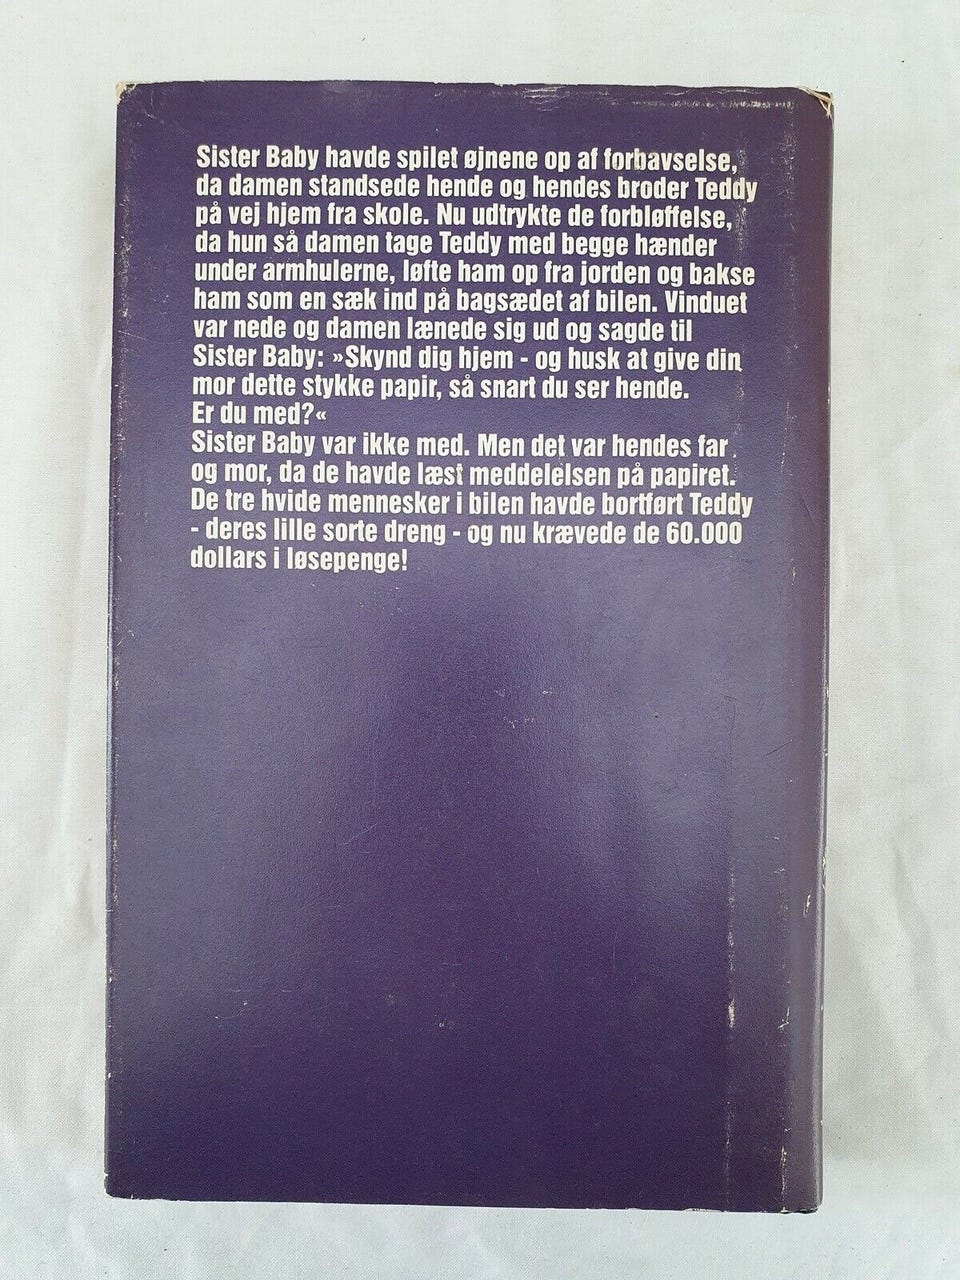 Sister Baby havde spilet øjnene op af forbavselse,
da damen standsede hende og hendes broder Teddy
på vej hjem fra skole. Nu udtrykte de forbløffelse,
da hun så damen tage Teddy med begge hænder
under armhulerne, løfte ham op fra jorden og bakse
ham som en sæk ind på bagsædet af bilen. Vinduet
var nede og damen lænede sig ud og sagde til
Sister Baby: »Skynd dig hjem - og husk at give din
mor dette stykke papir, så snart du ser hende.
Er du med?«
Sister Baby var ikke med. Men det var hendes far
og mor, da de havde læst meddelelsen på papiret.
De tre hvide mennesker i bilen havde bortført Teddy
- deres lille sorte dreng - og nu krævede de 60.000
dollars i løsepenge!